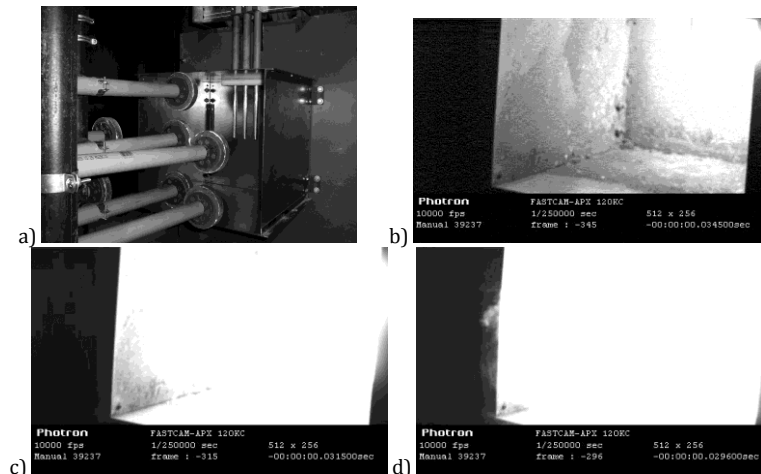 a)
b)
Photron FASTCAM-APX 120KC
10000 fps 1/250000 sec 512 x 256
Manual 39237 frame : -345 -00:00:00.034500sec
c)
Photron FASTCAM-APX 120KC
10000 fps 1/250000 sec 512 x 256
Manual 39237 frame : -315 -00:00:00.031500sec
d)
Photron FASTCAM-APX 120KC
10000 fps 1/250000 sec 512 x 256
Manual 39237 frame : -296 -00:00:00.029600sec